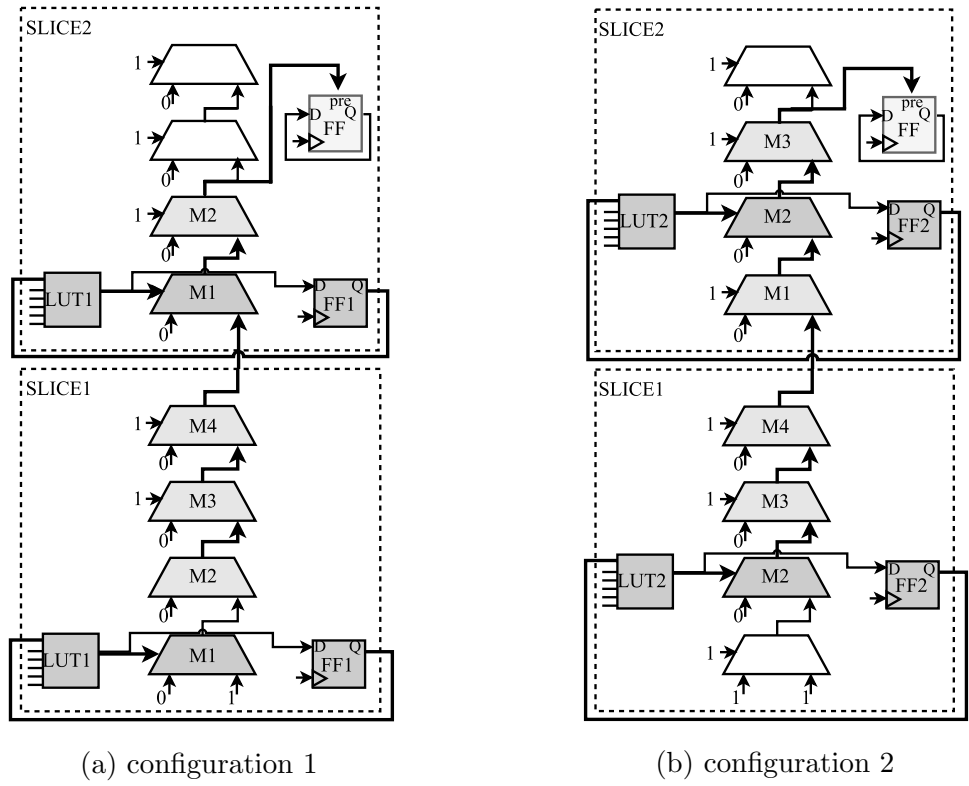 SLICE2
1
0
pre
D Q
FF
1
0
1 M2
0
LUT1 M1 D Q
FF1
0
SLICE1
1 M4
0
1 M3
0
M2
0
LUT1 M1 D Q
FF1
0 1
(a) configuration 1
SLICE2
1
0
pre
D Q
FF
1 M3
0
LUT2 M2 D Q
FF2
0
1 M1
0
SLICE1
1 M4
0
1 M3
0
LUT2 M2 D Q
FF2
0
1
1 1
(b) configuration 2